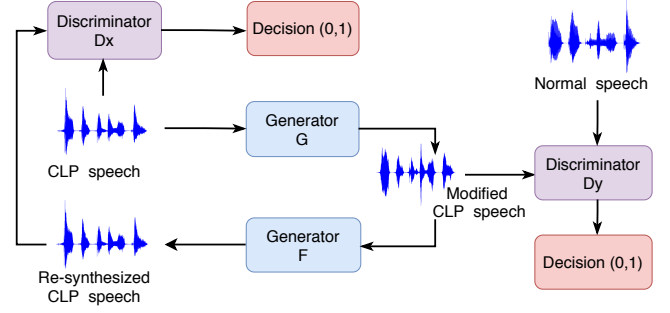 Discriminator
Dx
Decision (0,1)
Normal speech
CLP speech
Generator
G
Modified
CLP speech
Discriminator
Dy
Generator
F
Re-synthesized
CLP speech
Decision (0,1)